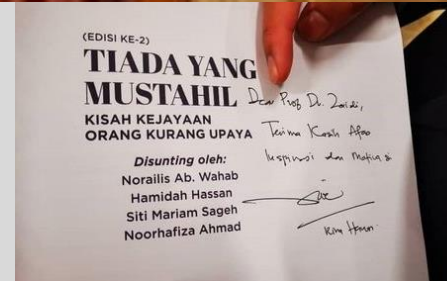 (EDISI KE-2)
TIADA YANG
MUSTAHIL
KISAH KEJAYAAN
ORANG KURANG UPAYA
Disunting oleh:
Norailis Ab. Wahab
Hamidah Hassan
Siti Mariam Sageh
Noorhafiza Ahmad
Dear Prof Dr. Zaidi,
Terima Kasih Atas
Inspirasi dan Motivasi